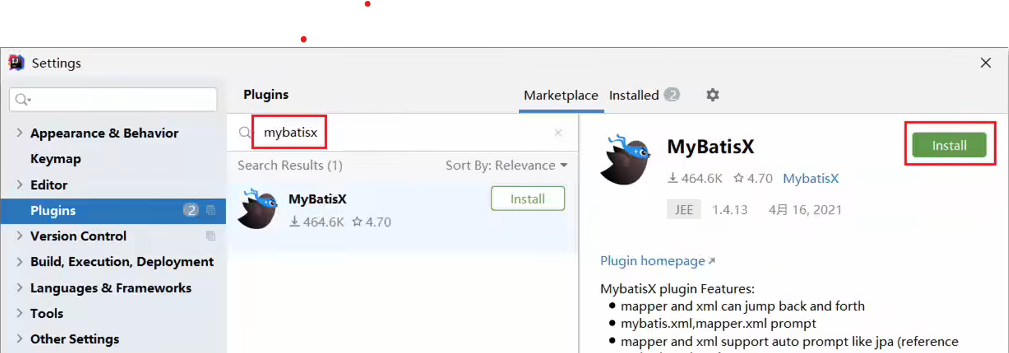 Settings
Plugins
Marketplace
Installed 2
Appearance & Behavior
Keymap
Editor
Plugins 2
Version Control
Build, Execution, Deployment
Languages & Frameworks
Tools
Other Settings
mybatisx
Search Results (1)
Sort By: Relevance
MyBatisX
464.6K 4.70
Install
MyBatisX
Install
464.6K 4.70 MybatisX
JEE 1.4.13 4月 16, 2021
Plugin homepage
MybatisX plugin Features:
mapper and xml can jump back and forth
mybatis.xml,mapper.xml prompt
mapper and xml support auto prompt like jpa (reference